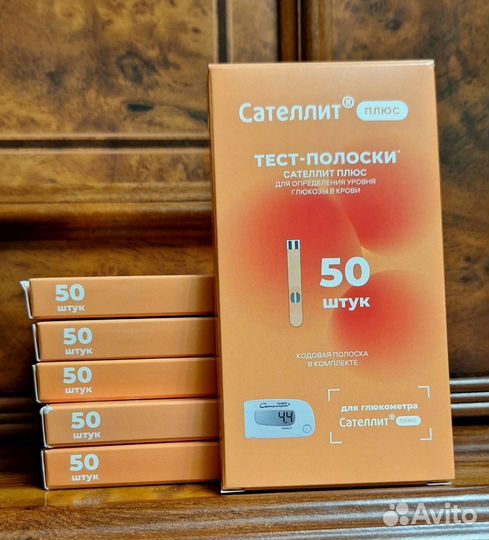 Сателлит® плюс
ТЕСТ-ПОЛОСКИ*
САТЕЛЛИТ ПЛЮС
ДЛЯ ОПРЕДЕЛЕНИЯ УРОВНЯ
ГЛЮКОЗЫ В КРОВИ
50
штук
КОДОВАЯ ПОЛОСКА
В КОМПЛЕКТЕ
Сателлит
4.4
для глюкометра
Сателлит® плюс
50
штук
50
штук
50
штук
50
штук
50
штук
Avito